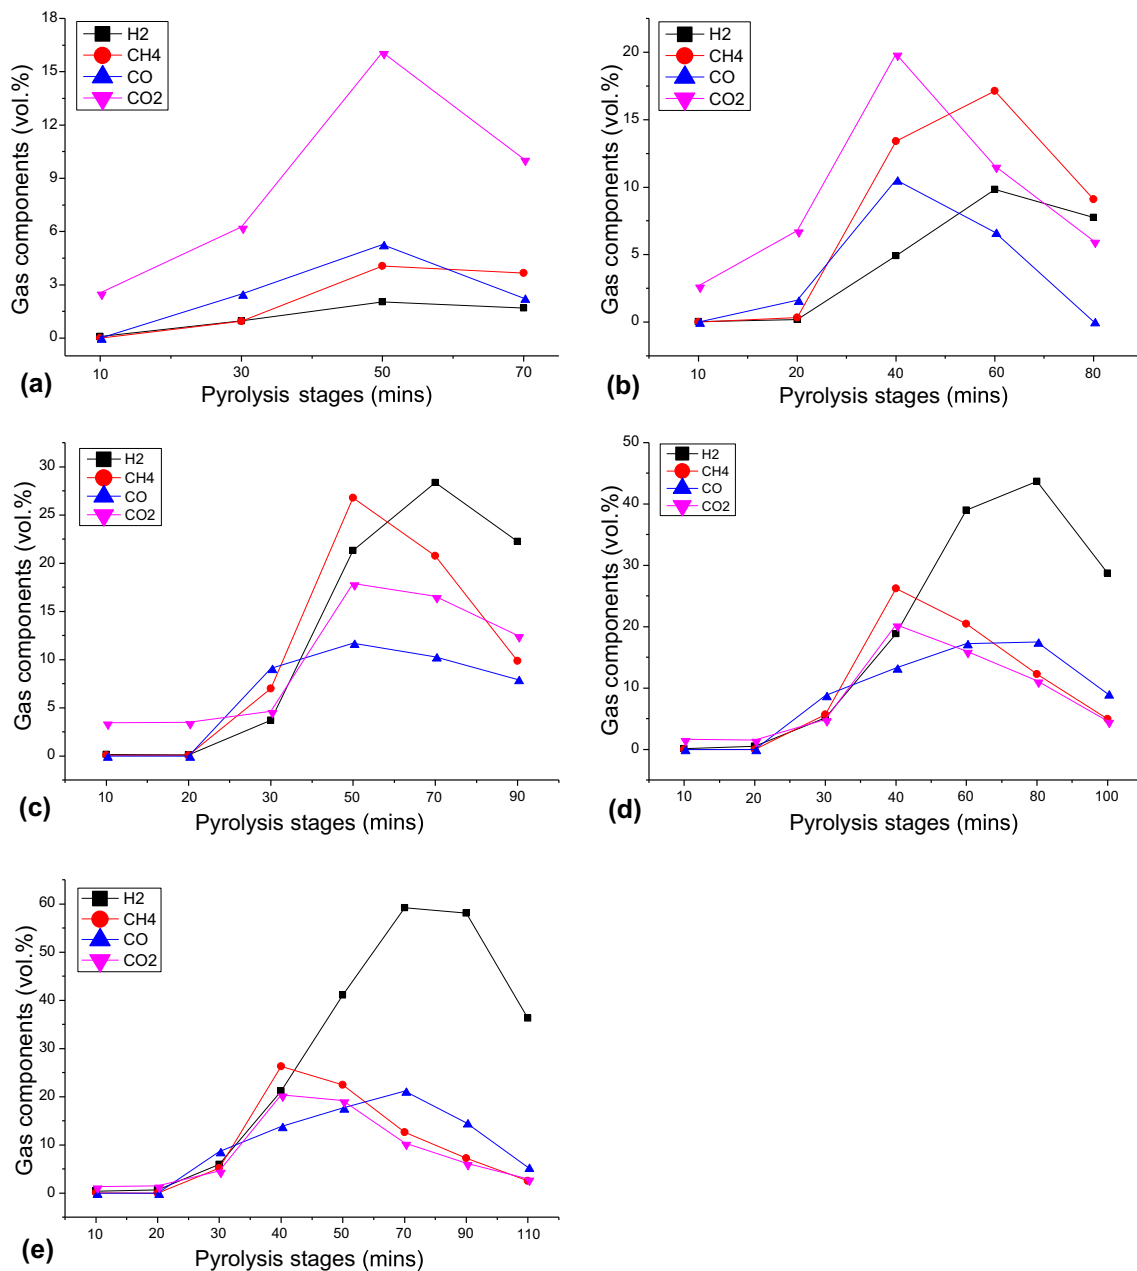 18
15
12
9
6
3
0
Gas components (vol.%)
H2
CH4
CO
CO2
10
30
50
70
Pyrolysis stages (mins)
(a)
20
15
10
5
0
Gas components (vol.%)
H2
CH4
CO
CO2
10
20
40
60
80
Pyrolysis stages (mins)
(b)
30
25
20
15
10
5
0
Gas components (vol.%)
H2
CH4
CO
CO2
10
20
30
50
70
90
Pyrolysis stages (mins)
(c)
50
40
30
20
10
0
Gas components (vol.%)
H2
CH4
CO
CO2
10
20
30
40
60
80
100
Pyrolysis stages (mins)
(d)
60
50
40
30
20
10
0
Gas components (vol.%)
H2
CH4
CO
CO2
10
20
30
40
50
70
90
110
Pyrolysis stages (mins)
(e)